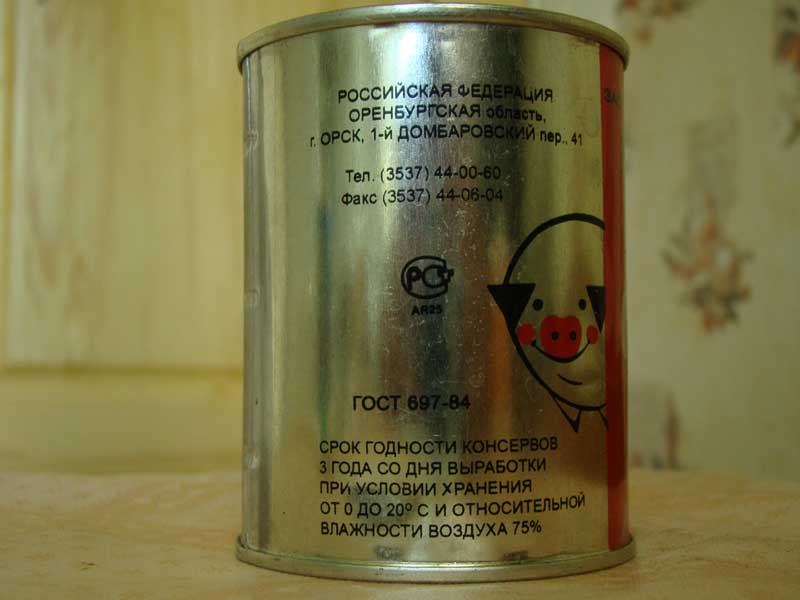 РОССИЙСКАЯ ФЕДЕРАЦИЯ
ОРЕНБУРГСКАЯ область,
г. ОРСК, 1-й ДОМБАРОВСКИЙ пер., 41
Тел. (3537) 44-00-60
Факс (3537) 44-06-04
РСТ
АЯ25
ГОСТ 697-84
СРОК ГОДНОСТИ КОНСЕРВОВ
3 ГОДА СО ДНЯ ВЫРАБОТКИ
ПРИ УСЛОВИИ ХРАНЕНИЯ
ОТ 0 ДО 20º С И ОТНОСИТЕЛЬНОЙ
ВЛАЖНОСТИ ВОЗДУХА 75%